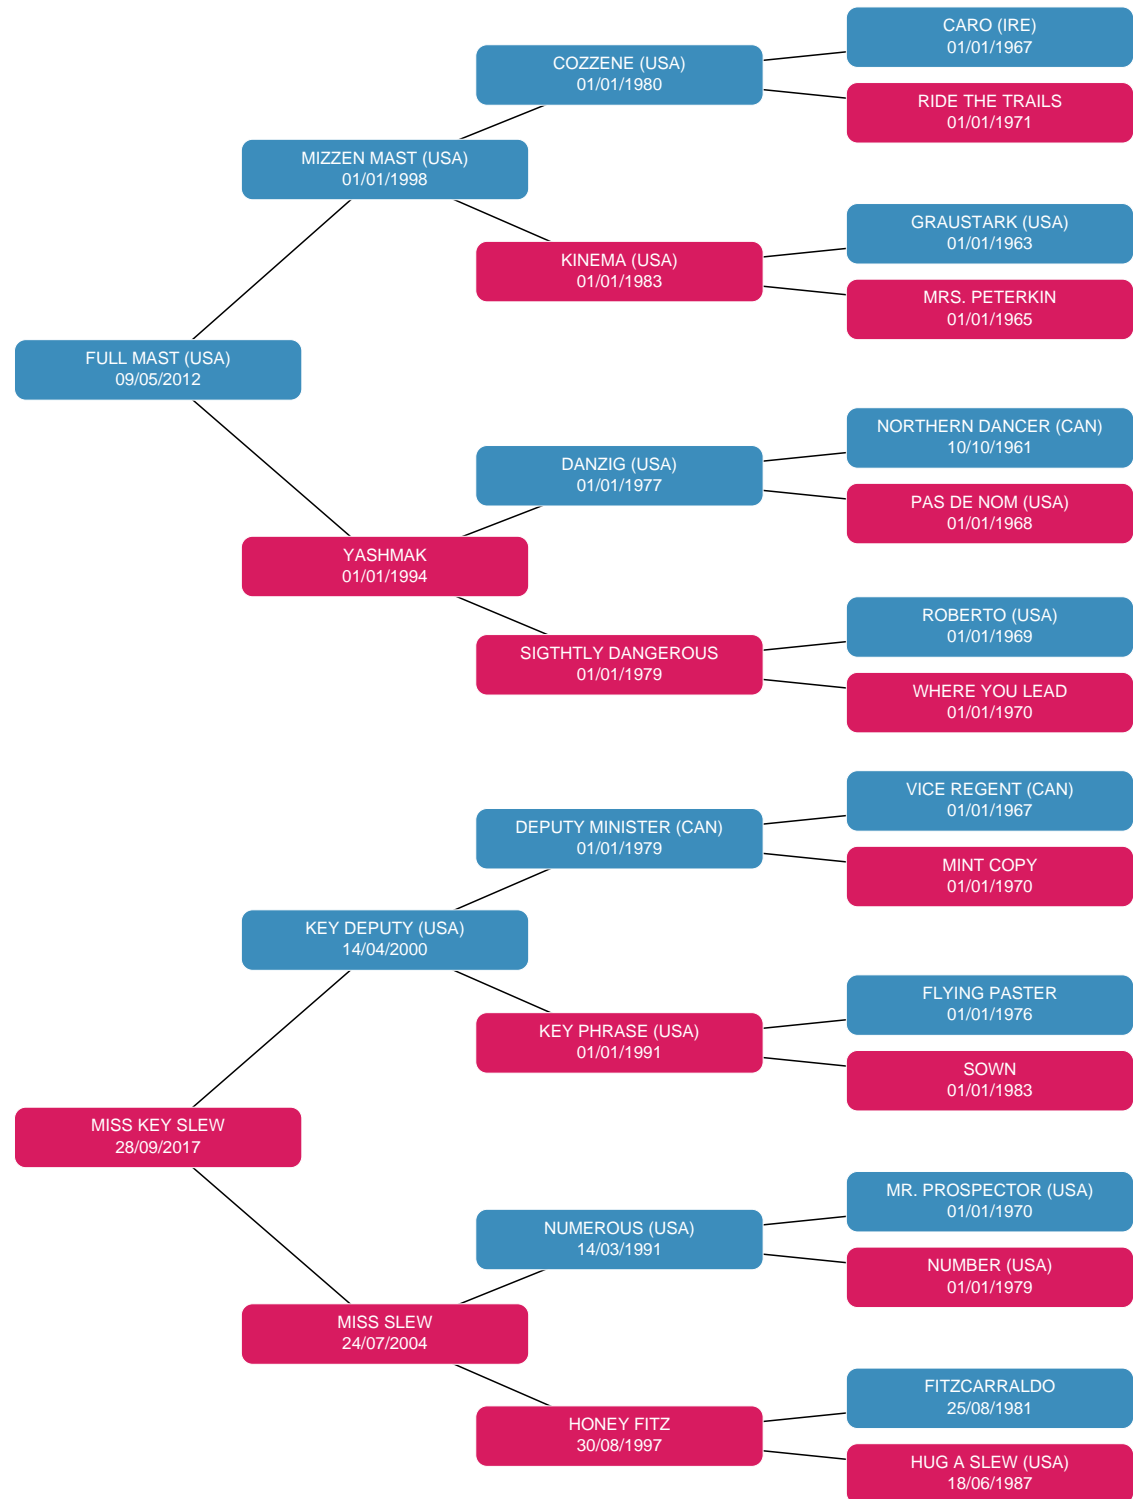 CARO (IRE)
01/01/1967
COZZENE (USA)
01/01/1980
RIDE THE TRAILS
01/01/1971
MIZZEN MAST (USA)
01/01/1998
GRAUSTARK (USA)
01/01/1963
KINEMA (USA)
01/01/1983
MRS. PETERKIN
01/01/1965
FULL MAST (USA)
09/05/2012
NORTHERN DANCER (CAN)
10/10/1961
DANZIG (USA)
01/01/1977
PAS DE NOM (USA)
01/01/1968
YASHMAK
01/01/1994
ROBERTO (USA)
01/01/1969
SIGTHTLY DANGEROUS
01/01/1979
WHERE YOU LEAD
01/01/1970
VICE REGENT (CAN)
01/01/1967
DEPUTY MINISTER (CAN)
01/01/1979
MINT COPY
01/01/1970
KEY DEPUTY (USA)
14/04/2000
FLYING PASTER
01/01/1976
KEY PHRASE (USA)
01/01/1991
SOWN
01/01/1983
MISS KEY SLEW
28/09/2017
MR. PROSPECTOR (USA)
01/01/1970
NUMEROUS (USA)
14/03/1991
NUMBER (USA)
01/01/1979
MISS SLEW
24/07/2004
FITZCARRALDO
25/08/1981
HONEY FITZ
30/08/1997
HUG A SLEW (USA)
18/06/1987